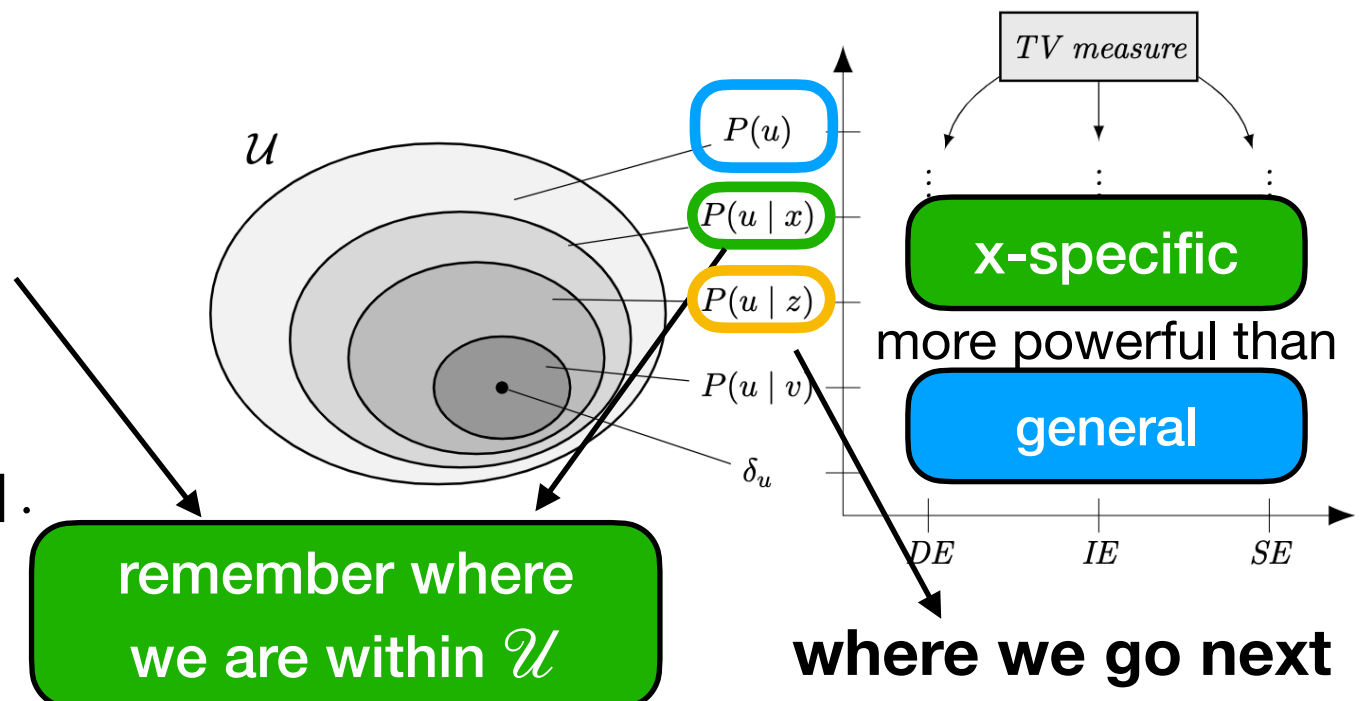 TV measure
𝒰
P(u)
P(u | x)
x-specific
P(u | z)
more powerful than
P(u | v)
general
δ_u
.
DE IE SE
remember where
we are within 𝒰
where we go next